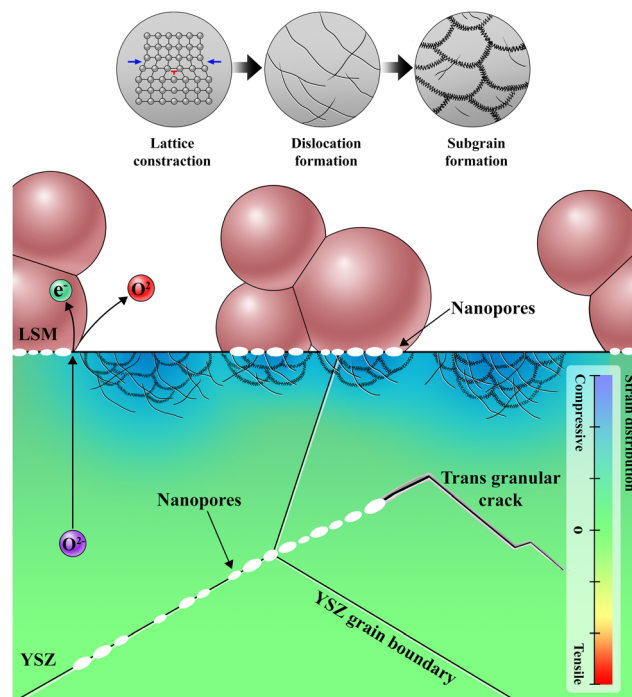 Lattice
constraction
Dislocation
formation
Subgrain
formation
e-
O2
LSM
Nanopores
Compressive
0
Tensile
Strain distribution
Trans granular
crack
Nanopores
O2-
YSZ grain boundary
YSZ